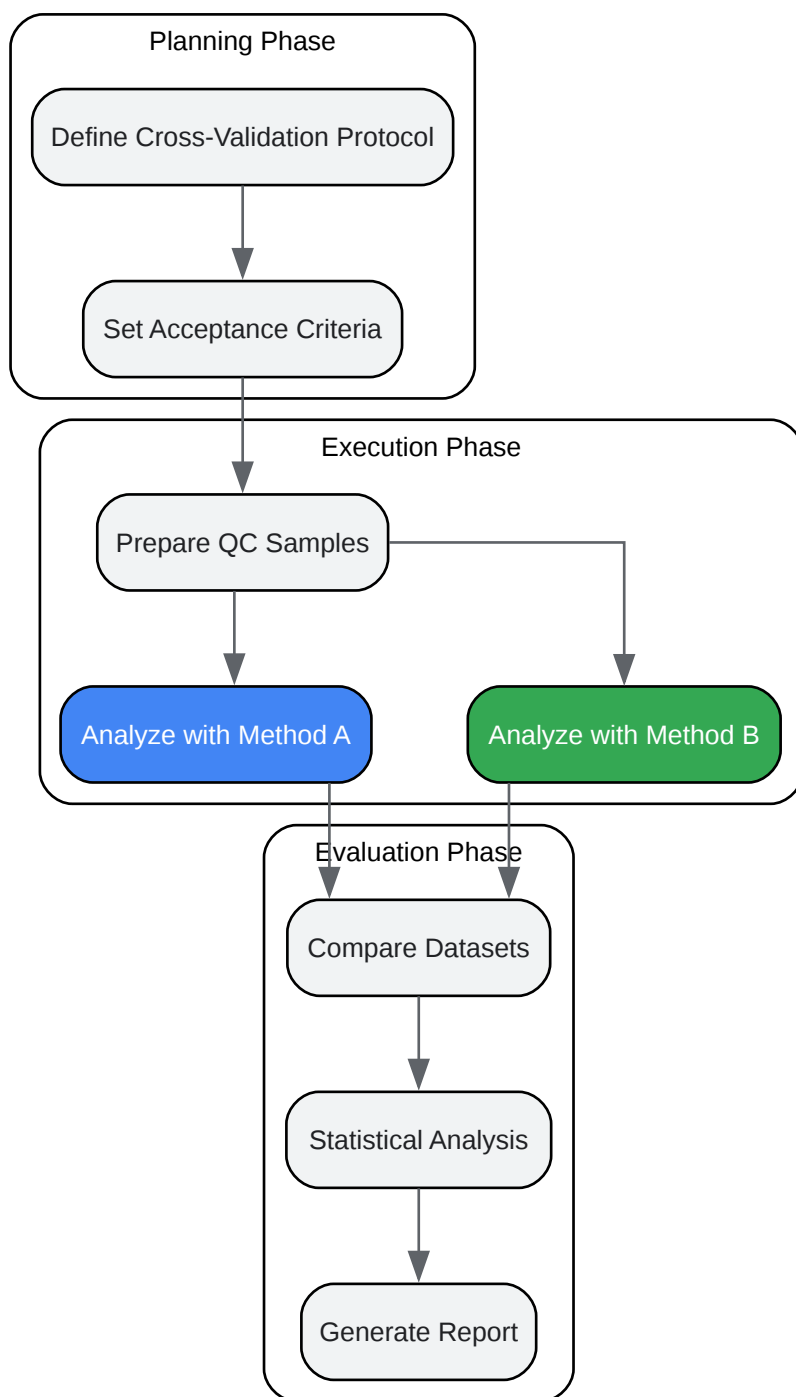 Planning Phase
Define Cross-Validation Protocol
Set Acceptance Criteria
Execution Phase
Prepare QC Samples
Analyze with Method A
Analyze with Method B
Evaluation Phase
Compare Datasets
Statistical Analysis
Generate Report